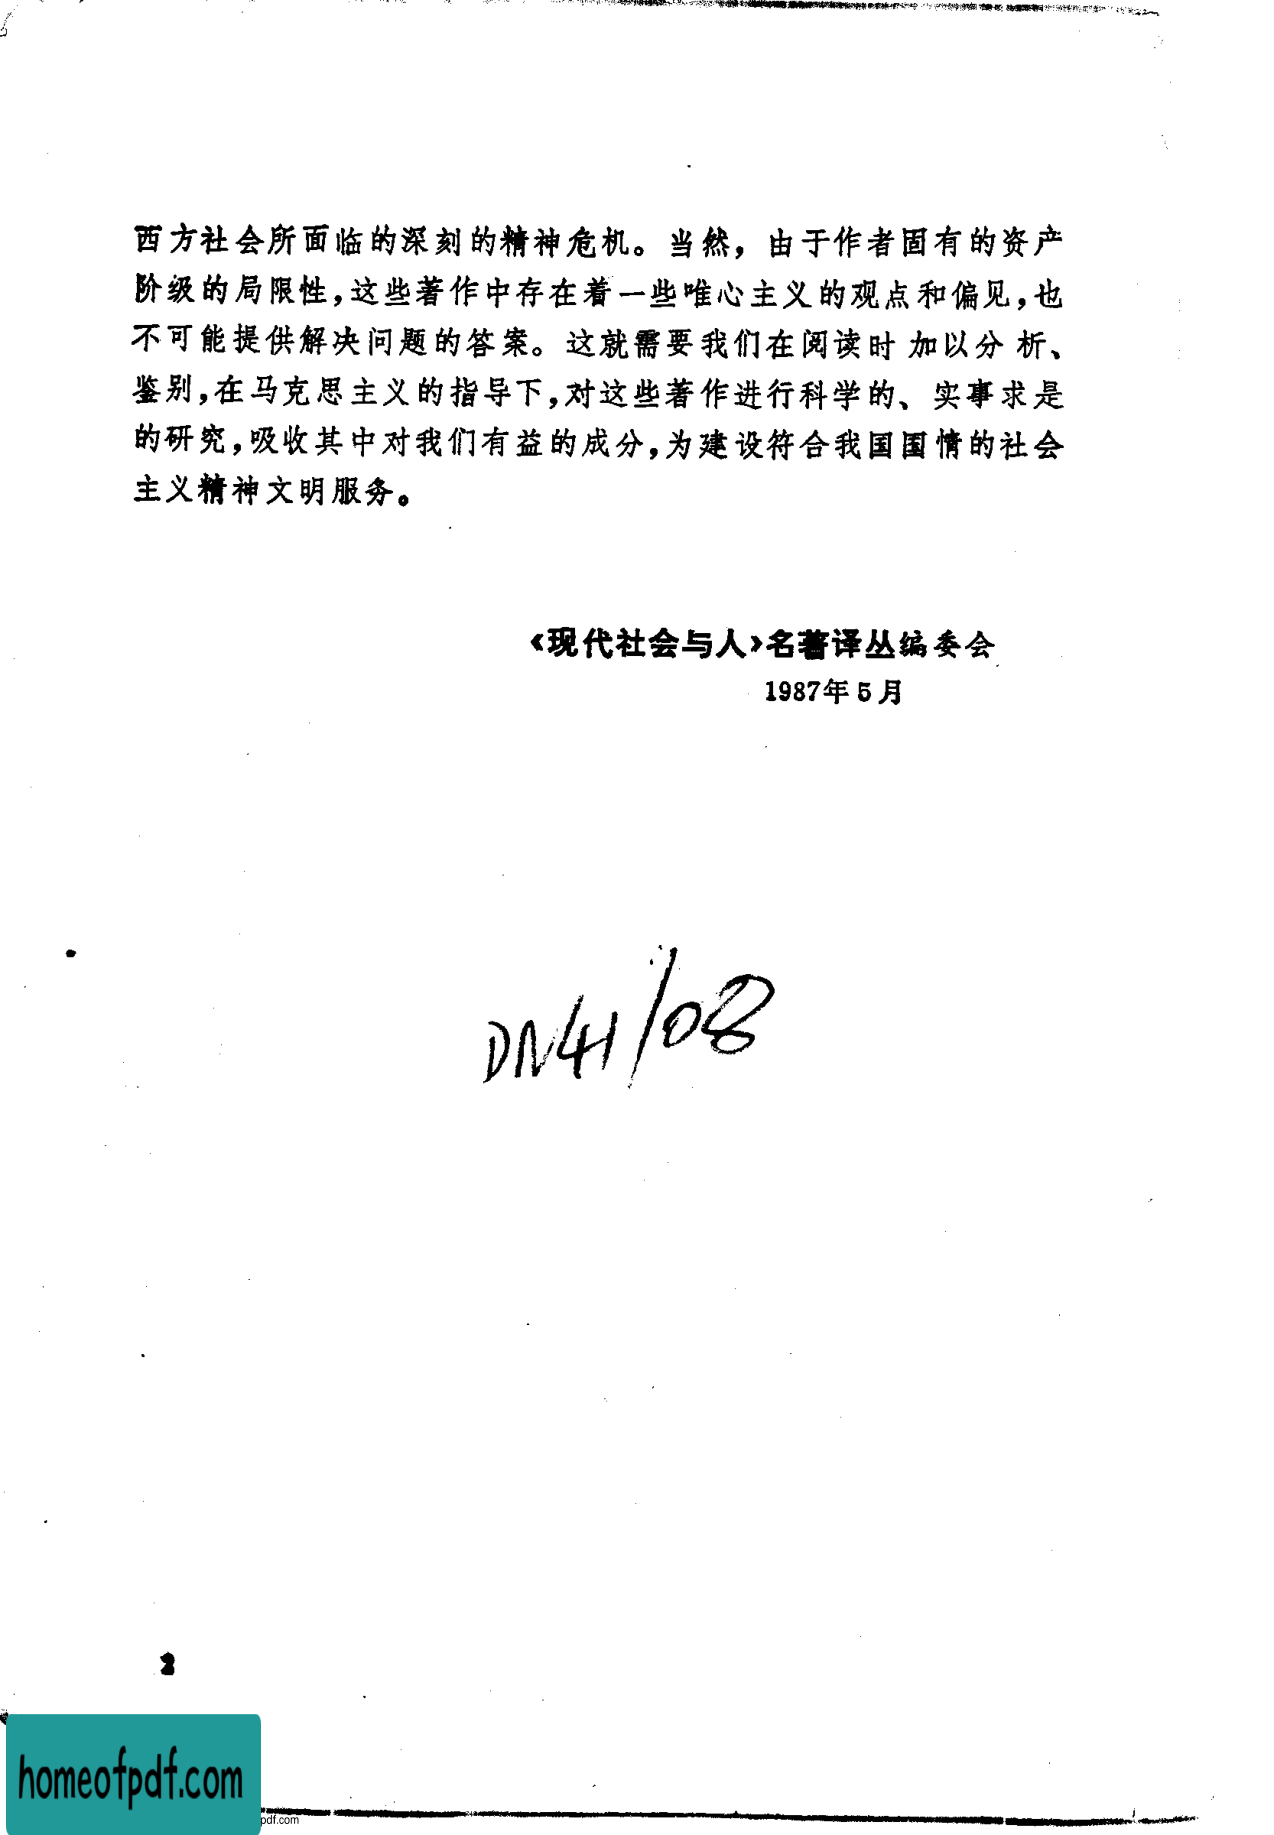 西方社会所面临的深刻的精神危机。当然，由于作者固有的资产
阶级的局限性，这些著作中存在着一些唯心主义的观点和偏见，也
不可能提供解决问题的答案。这就需要我们在阅读时加以分析、
鉴别，在马克思主义的指导下，对这些著作进行科学的、实事求是
的研究，吸收其中对我们有益的成分，为建设符合我国国情的社会
主义精神文明服务。
《现代社会与人》名著译丛编委会
1987年5月
DN41/08
2
homeofpdf.com
pdf.com